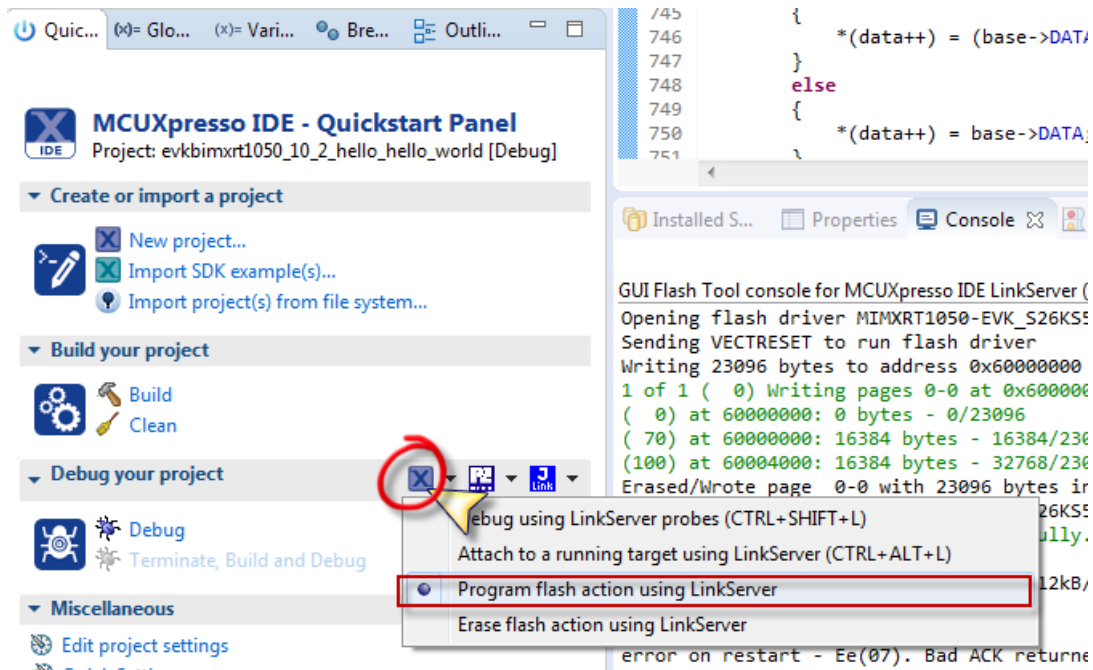 Quic...
(x)= Glo...
(x)= Vari...
Bre...
Outli...
X
IDE
MCUXpresso IDE - Quickstart Panel
Project: evkbimxrt1050_10_2_hello_hello_world [Debug]
Create or import a project
New project...
Import SDK example(s)...
Import project(s) from file system...
Build your project
Build
Clean
Debug your project
Link
Debug
Terminate, Build and Debug
Miscellaneous
Edit project settings
ebug using LinkServer probes (CTRL+SHIFT+L)
Attach to a running target using LinkServer (CTRL+ALT+L)
Program flash action using LinkServer
Erase flash action using LinkServer
745 {
746 *(data++) = (base->DATA
747 }
748 else
749 {
750 *(data++) = base->DATA;
751 }
Installed S...
Properties
Console
GUI Flash Tool console for MCUXpresso IDE LinkServer (
Opening flash driver MIMXRT1050-EVK_S26KS5
Sending VECTRESET to run flash driver
Writing 23096 bytes to address 0x60000000
1 of 1 (  0) Writing pages 0-0 at 0x600000
(  0) at 60000000: 0 bytes - 0/23096
( 70) at 60000000: 16384 bytes - 16384/230
(100) at 60004000: 16384 bytes - 32768/230
Erased/Wrote page  0-0 with 23096 bytes in
26KS5
ully.
12kB/
error on restart - Ee(07). Bad ACK returne